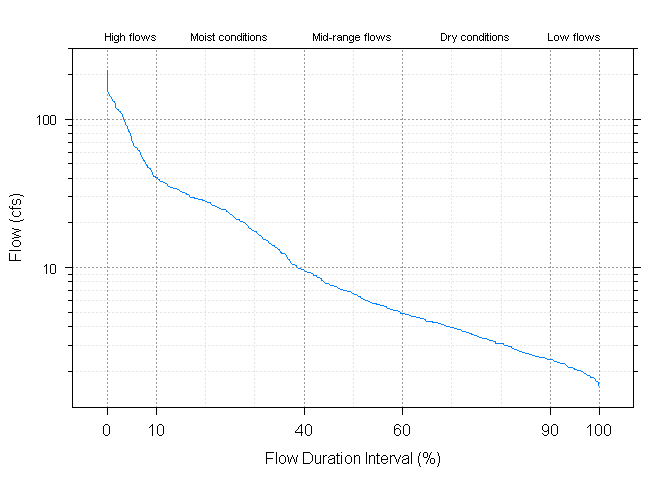 High flows Moist conditions Mid-range flows Dry conditions Low flows
100
10
Flow (cfs)
0 10 40 60 90 100
Flow Duration Interval (%)